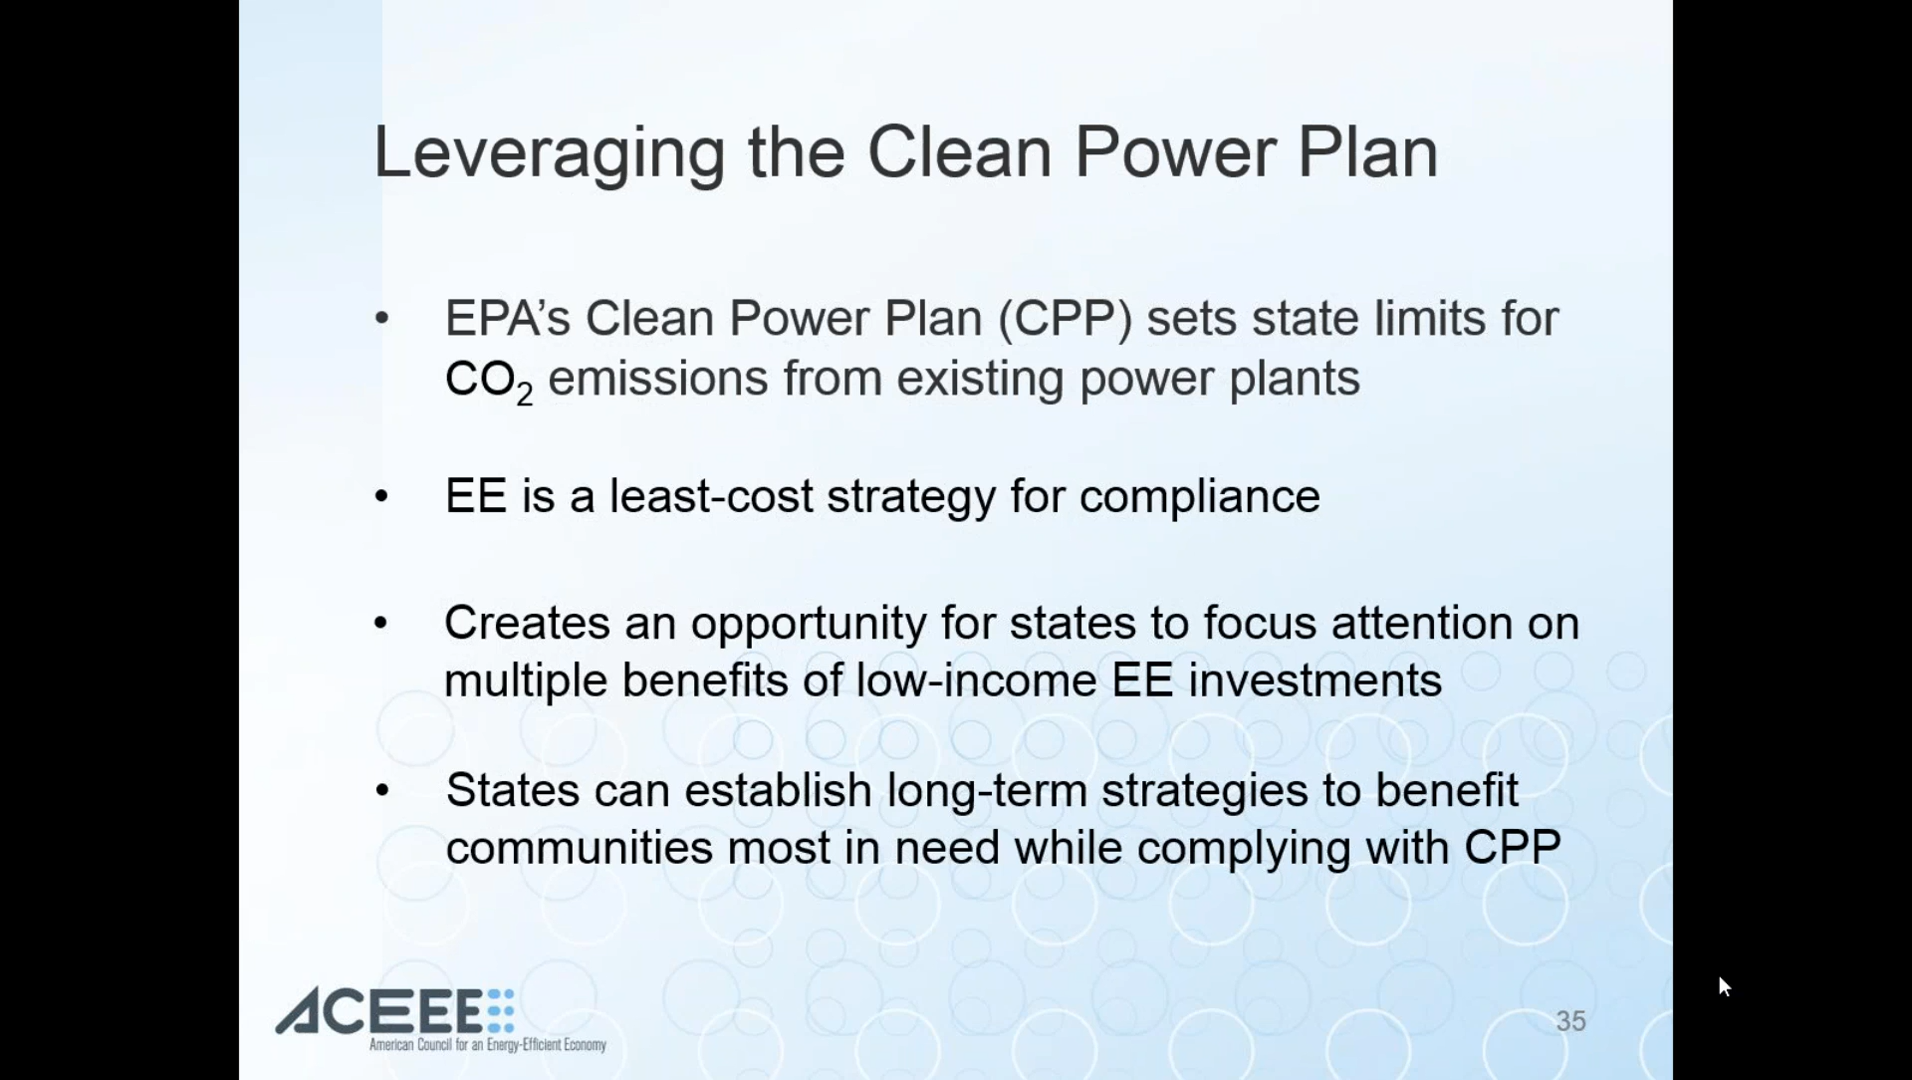 Leveraging the Clean Power Plan
• EPA’s Clean Power Plan (CPP) sets state limits for
CO₂ emissions from existing power plants
• EE is a least-cost strategy for compliance
• Creates an opportunity for states to focus attention on
multiple benefits of low-income EE investments
• States can establish long-term strategies to benefit
communities most in need while complying with CPP
ACEEE
American Council for an Energy-Efficient Economy
35